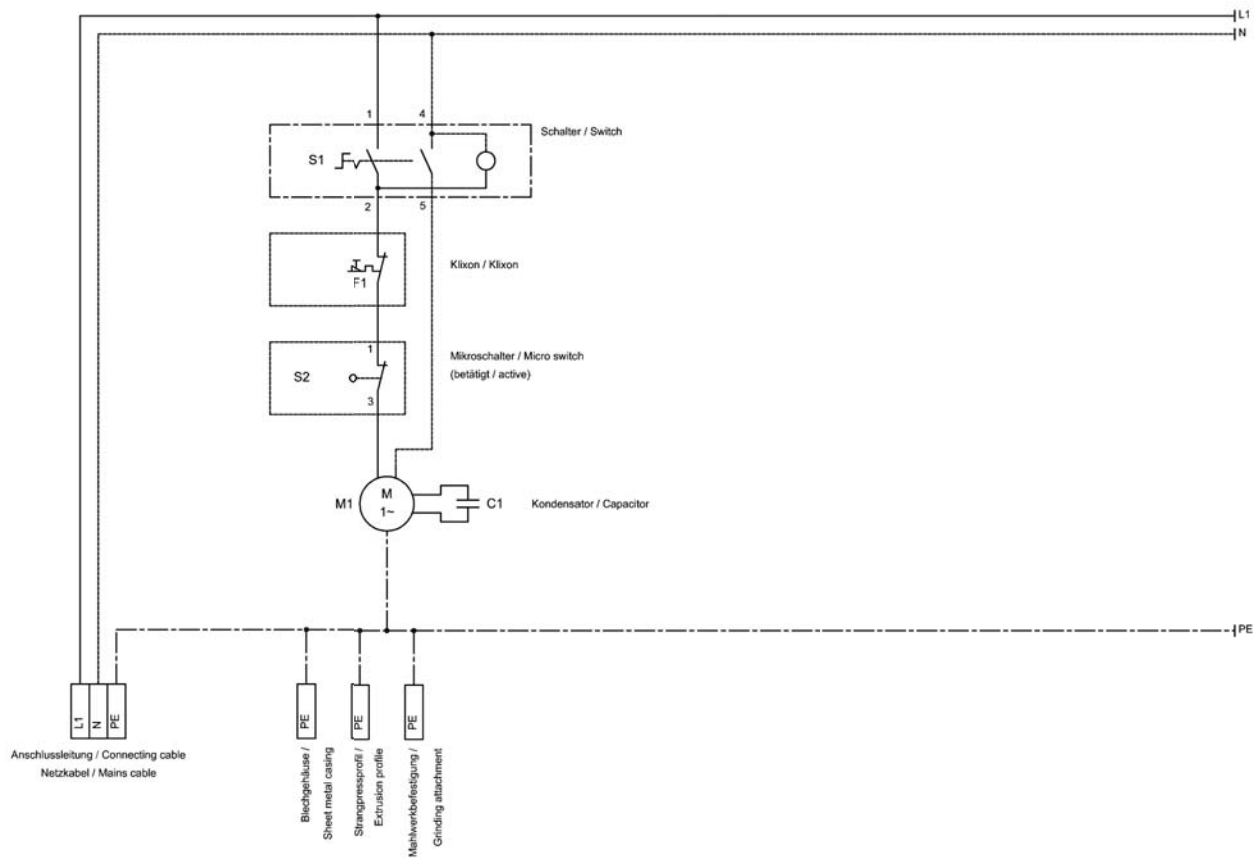 L1
N
1
4
Schalter / Switch
S1
2
5
Klixon / Klixon
F1
1
Mikroschalter / Micro switch
(betätigt / active)
S2
3
M1
M
1~
C1
Kondensator / Capacitor
PE
L1
N
PE
PE
PE
PE
Anschlussleitung / Connecting cable
Netzkabel / Mains cable
Blechgehäuse /
Sheet metal casing
Strangpressprofil /
Extrusion profile
Mahlwerkbefestigung /
Grinding attachment